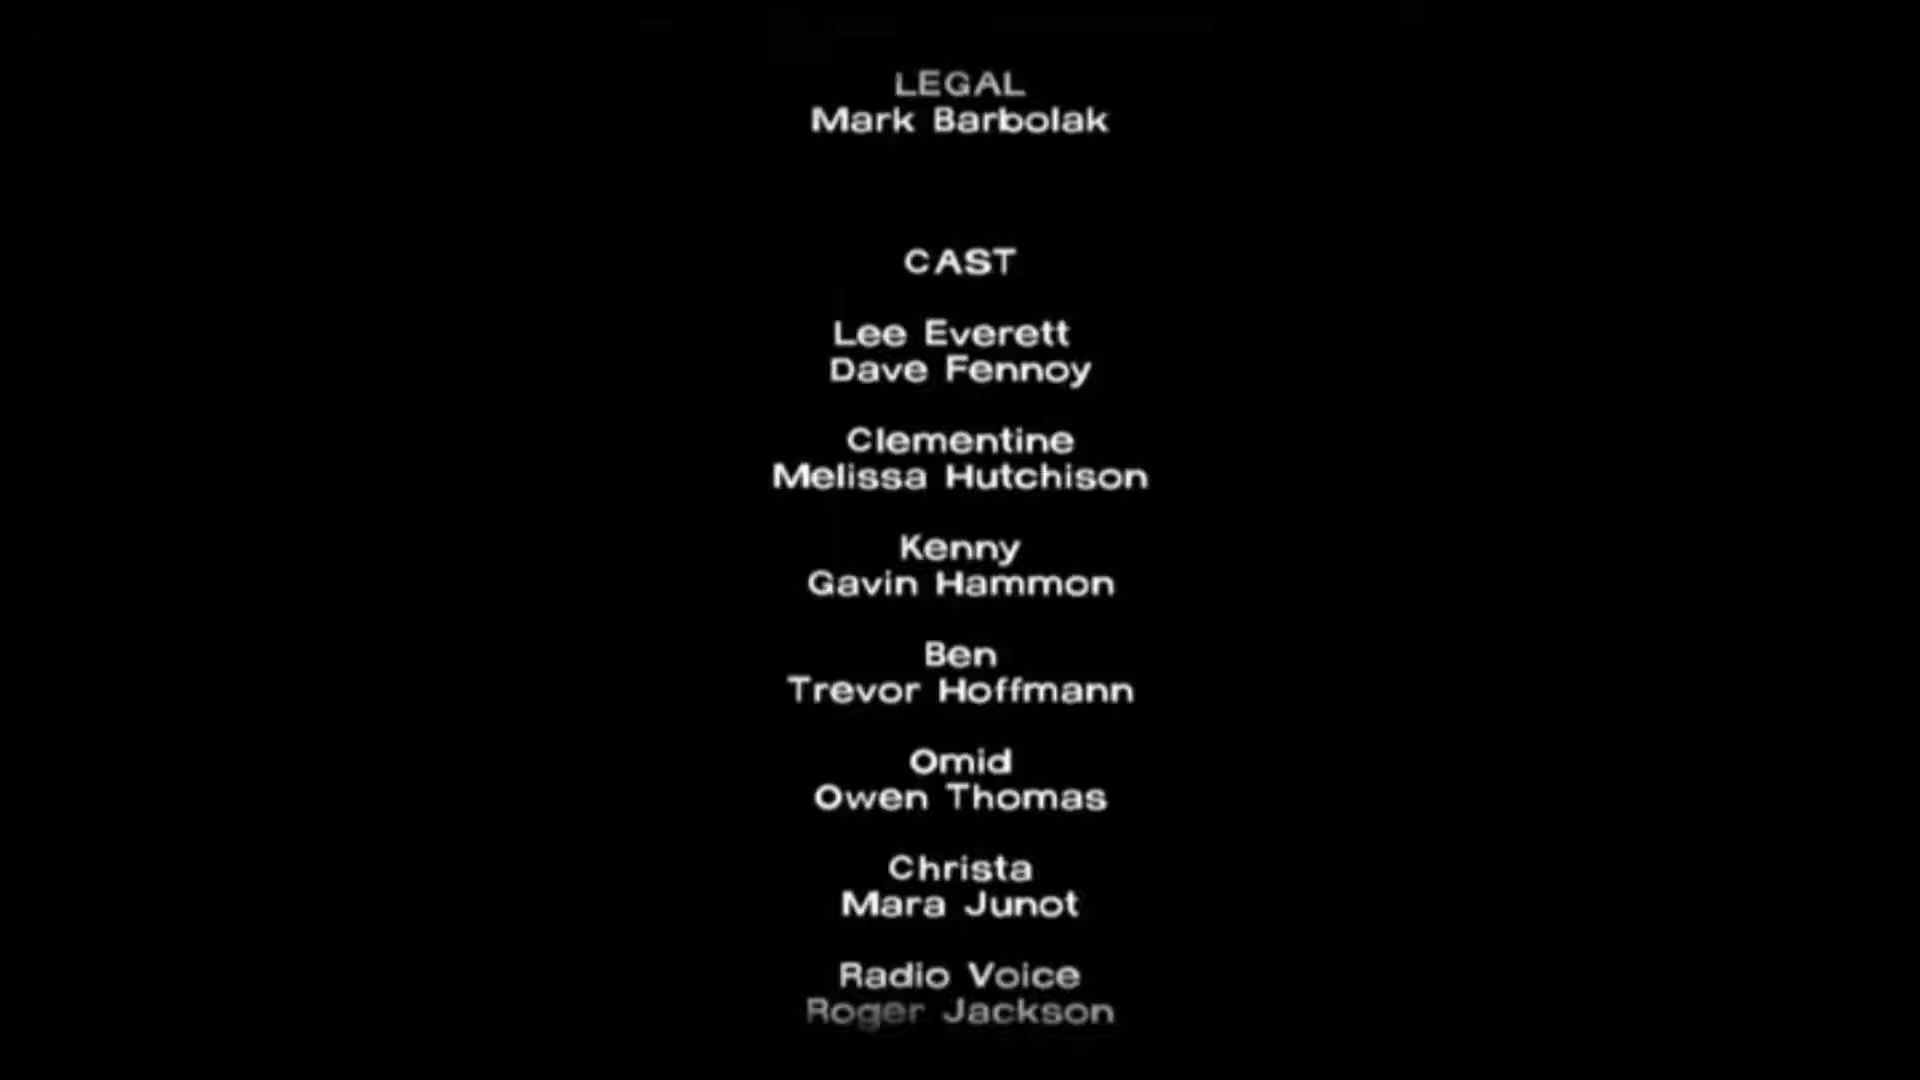 LEGAL
Mark Barbolak
CAST
Lee Everett
Dave Fennoy
Clementine
Melissa Hutchison
Kenny
Gavin Hammon
Ben
Trevor Hoffmann
Omid
Owen Thomas
Christa
Mara Junot
Radio Voice
Roger Jackson